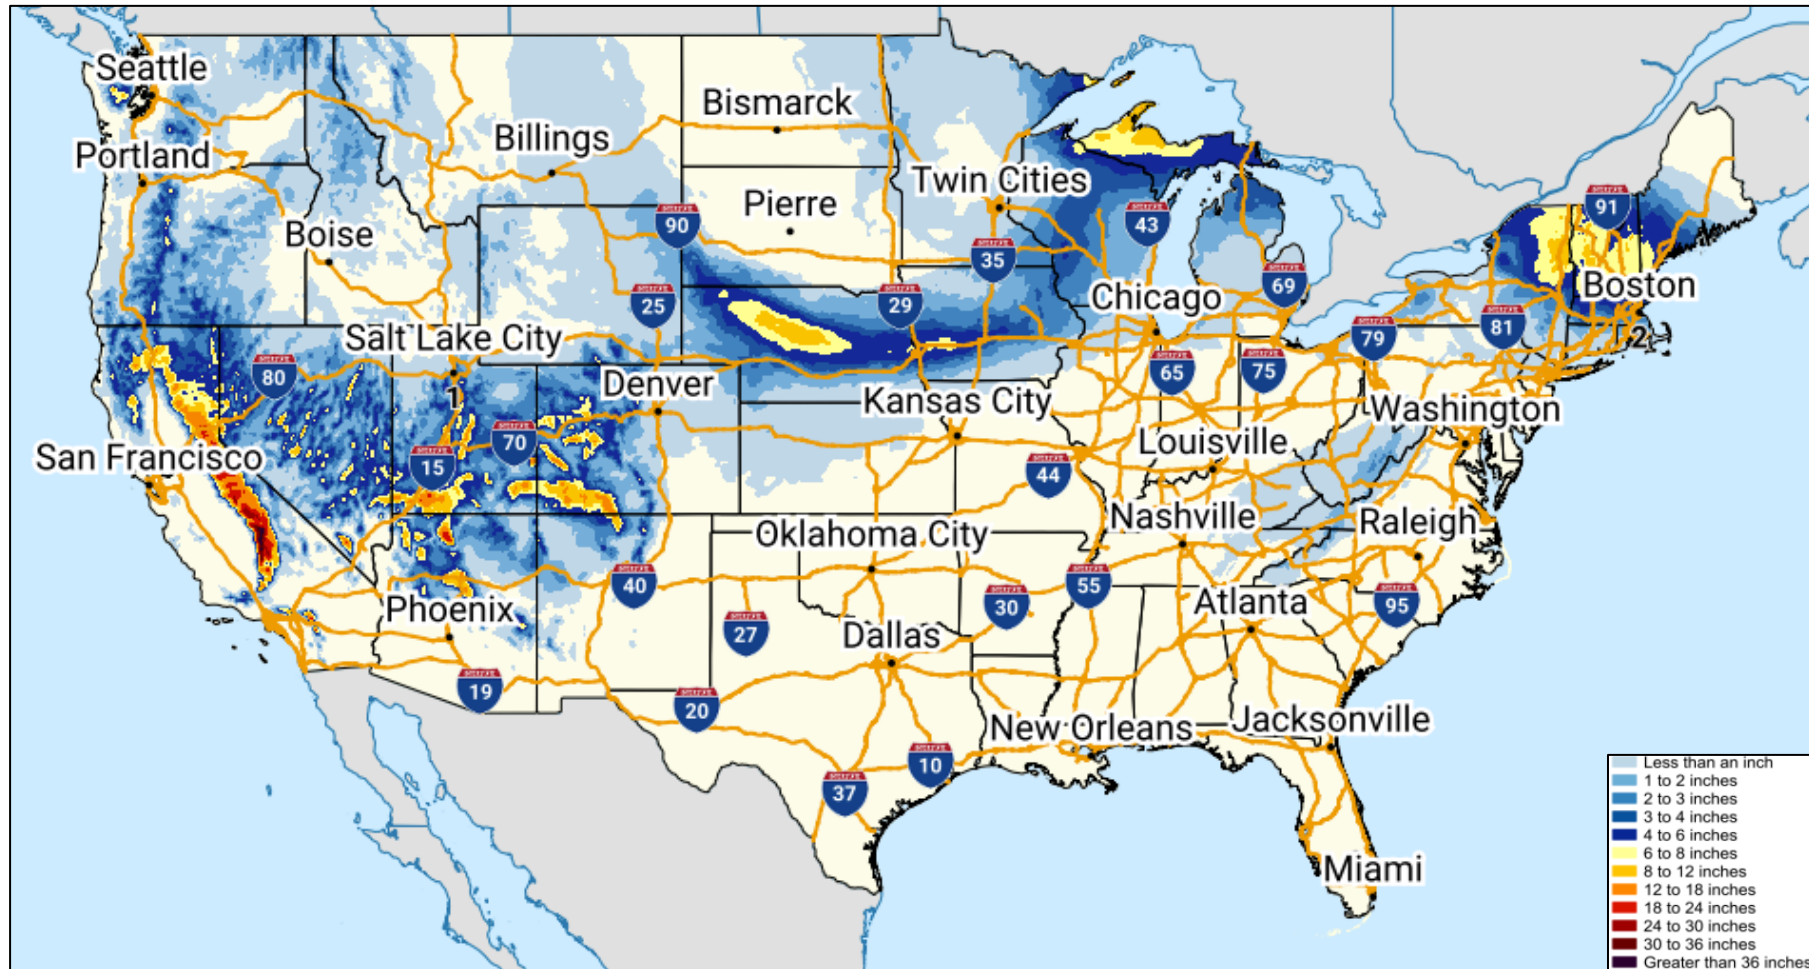 Seattle
Portland
Billings
Bismarck
Twin Cities
Pierre
Boise
90
43
91
35
69
25
29
Chicago
Boston
Salt Lake City
80
79
81
21
65
75
Denver
1
Kansas City
Washington
San Francisco
15
70
44
Louisville
Nashville
Raleigh
Oklahoma City
40
30
55
Atlanta
95
Phoenix
27
Dallas
19
20
New Orleans
Jacksonville
10
37
Miami
Less than an inch
1 to 2 inches
2 to 3 inches
3 to 4 inches
4 to 6 inches
6 to 8 inches
8 to 12 inches
12 to 18 inches
18 to 24 inches
24 to 30 inches
30 to 36 inches
Greater than 36 inches